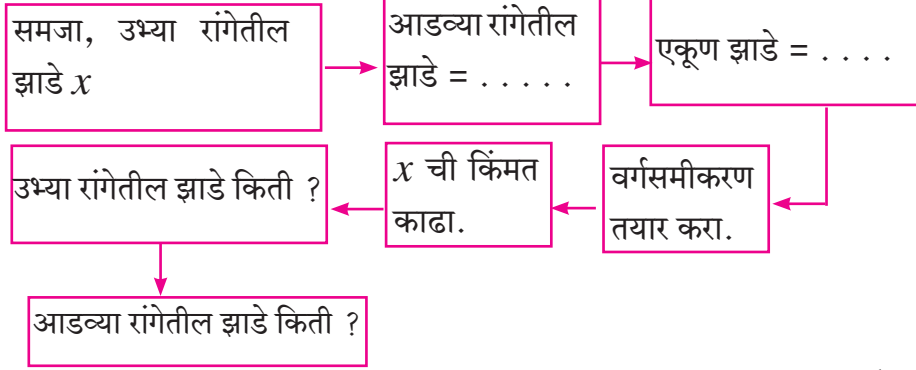 समजा, उभ्या रांगेतील
झाडे x
आडव्या रांगेतील
झाडे = . . . . .
एकूण झाडे = . . . .
वर्गसमीकरण
तयार करा.
x ची किंमत
काढा.
उभ्या रांगेतील झाडे किती ?
आडव्या रांगेतील झाडे किती ?